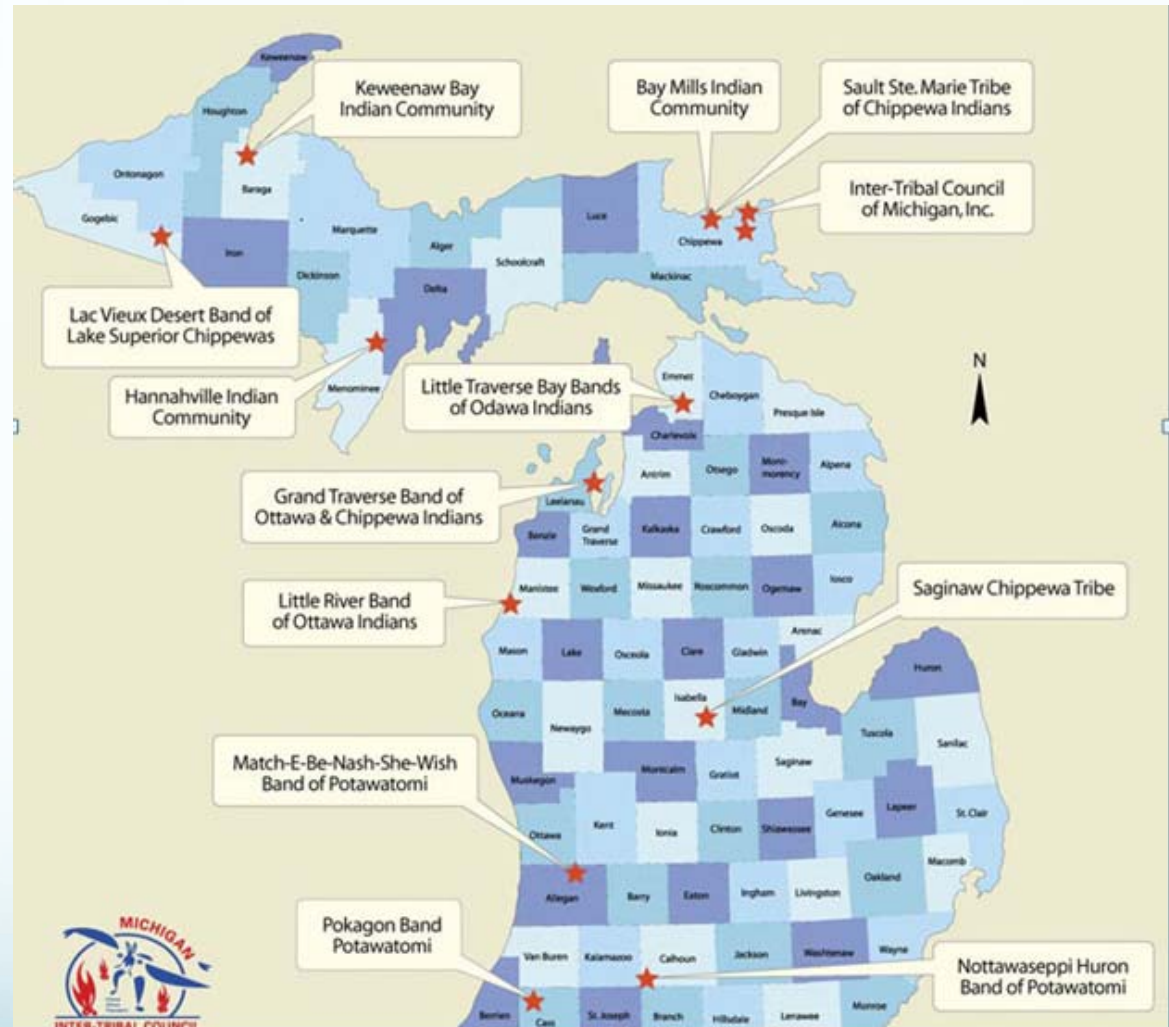 Keweenaw
Keweenaw Bay
Indian Community
Bay Mills Indian
Community
Sault Ste. Marie Tribe
of Chippewa Indians
Houghton
Inter-Tribal Council
of Michigan, Inc.
Ontonagon
Baraga
Gogebic
Marquette
Luce
Iron
Alger
Chippewa
Schoolcraft
Dickinson
Mackinac
Delta
Lac Vieux Desert Band of
Lake Superior Chippewas
N
Hannahville Indian
Community
Menominee
Little Traverse Bay Bands
of Odawa Indians
Emmet
Cheboygan
Presque Isle
Charlevoix
Antrim
Otsego
Mont-
morency
Alpena
Grand Traverse Band of
Ottawa & Chippewa Indians
Leelanau
Benzie
Grand
Traverse
Kalkaska
Crawford
Oscoda
Alcona
Little River Band
of Ottawa Indians
Manistee
Wexford
Missaukee
Roscommon
Ogemaw
Iosco
Saginaw Chippewa Tribe
Arenac
Mason
Lake
Osceola
Clare
Gladwin
Huron
Oceana
Newaygo
Mecosta
Isabella
Midland
Bay
Tuscola
Sanilac
Match-E-Be-Nash-She-Wish
Band of Potawatomi
Muskegon
Montcalm
Gratiot
Saginaw
Ottawa
Kent
Ionia
Clinton
Shiawassee
Genesee
Lapeer
St. Clair
Macomb
Allegan
Barry
Eaton
Ingham
Livingston
Oakland
Pokagon Band
Potawatomi
Van Buren
Kalamazoo
Calhoun
Jackson
Washtenaw
Wayne
Nottawaseppi Huron
Band of Potawatomi
Berrien
Cass
St. Joseph
Branch
Hillsdale
Lenawee
Monroe
MICHIGAN
INTER-TRIBAL COUNCIL